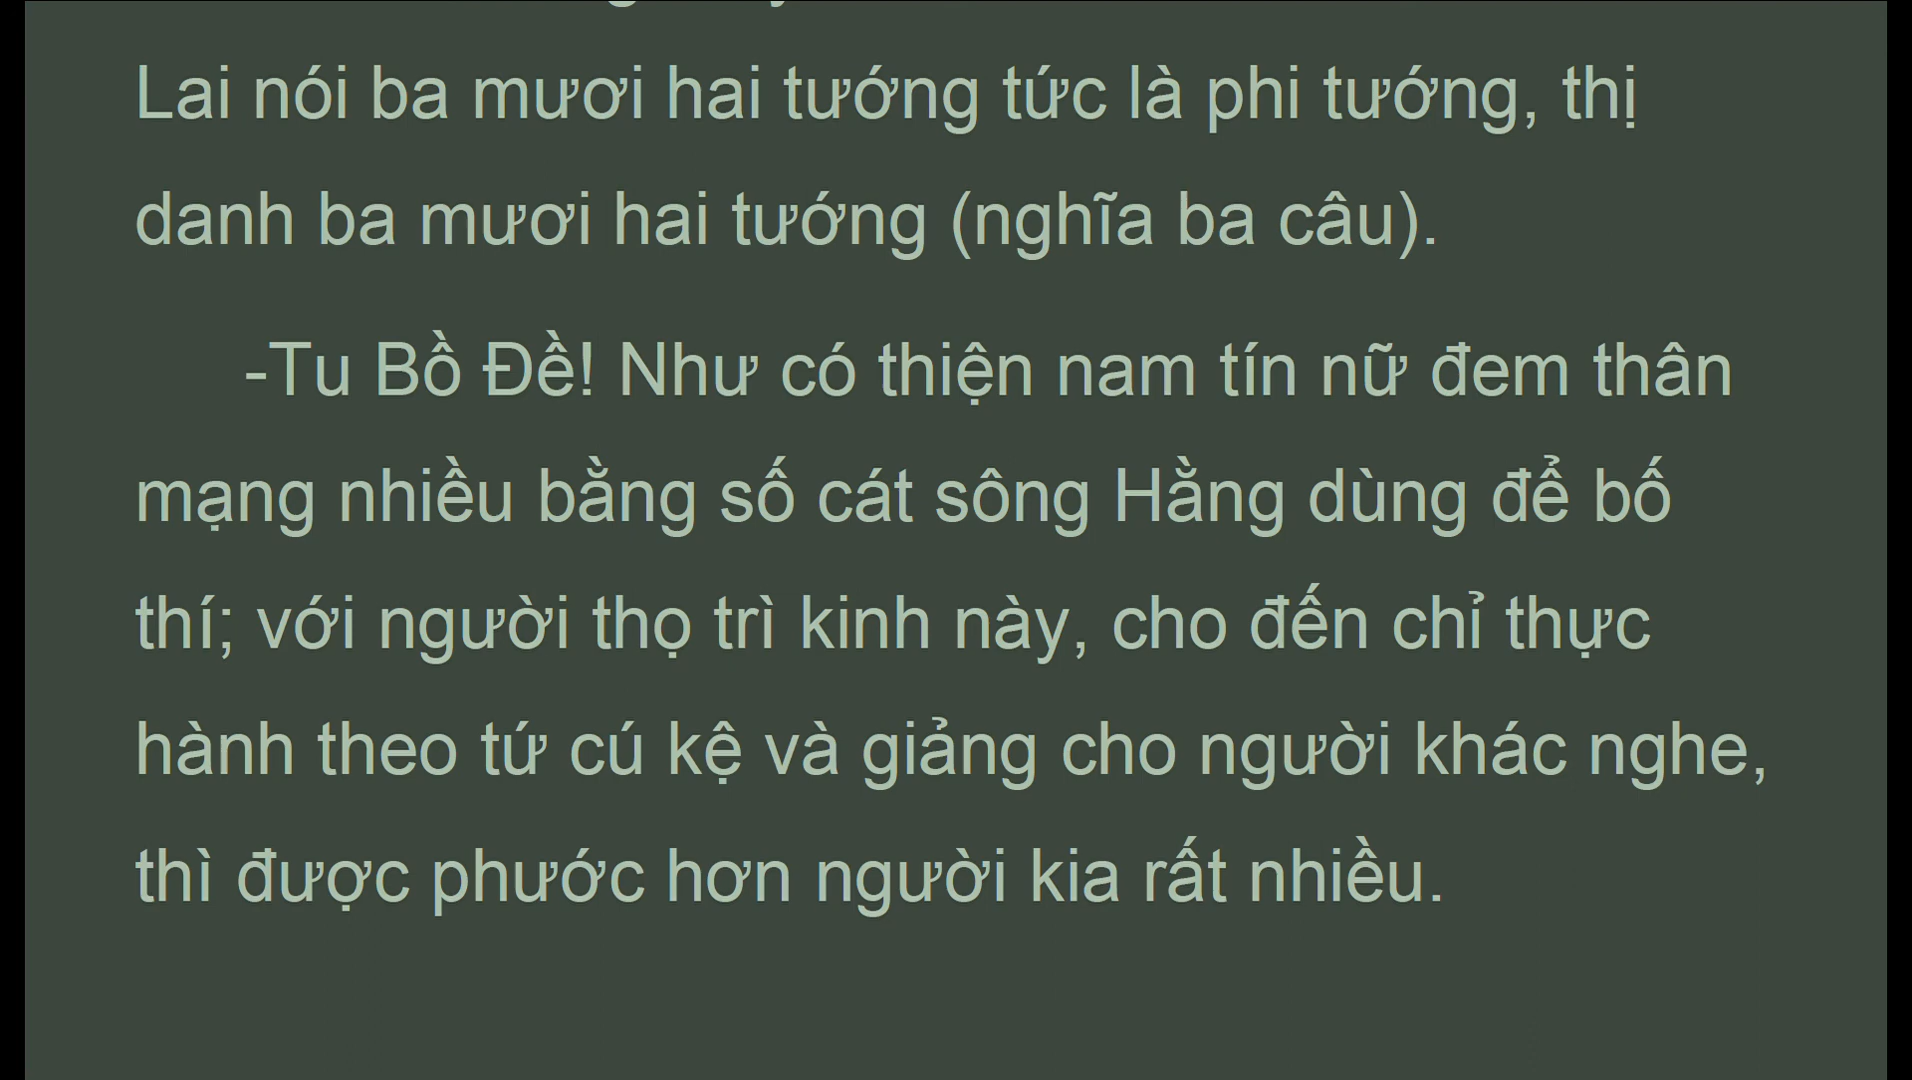 Lai nói ba mươi hai tướng tức là phi tướng, thị
danh ba mươi hai tướng (nghĩa ba câu).
-Tu Bồ Đề! Như có thiện nam tín nữ đem thân
mạng nhiều bằng số cát sông Hằng dùng để bố
thí; với người thọ trì kinh này, cho đến chỉ thực
hành theo tứ cú kệ và giảng cho người khác nghe,
thì được phước hơn người kia rất nhiều.